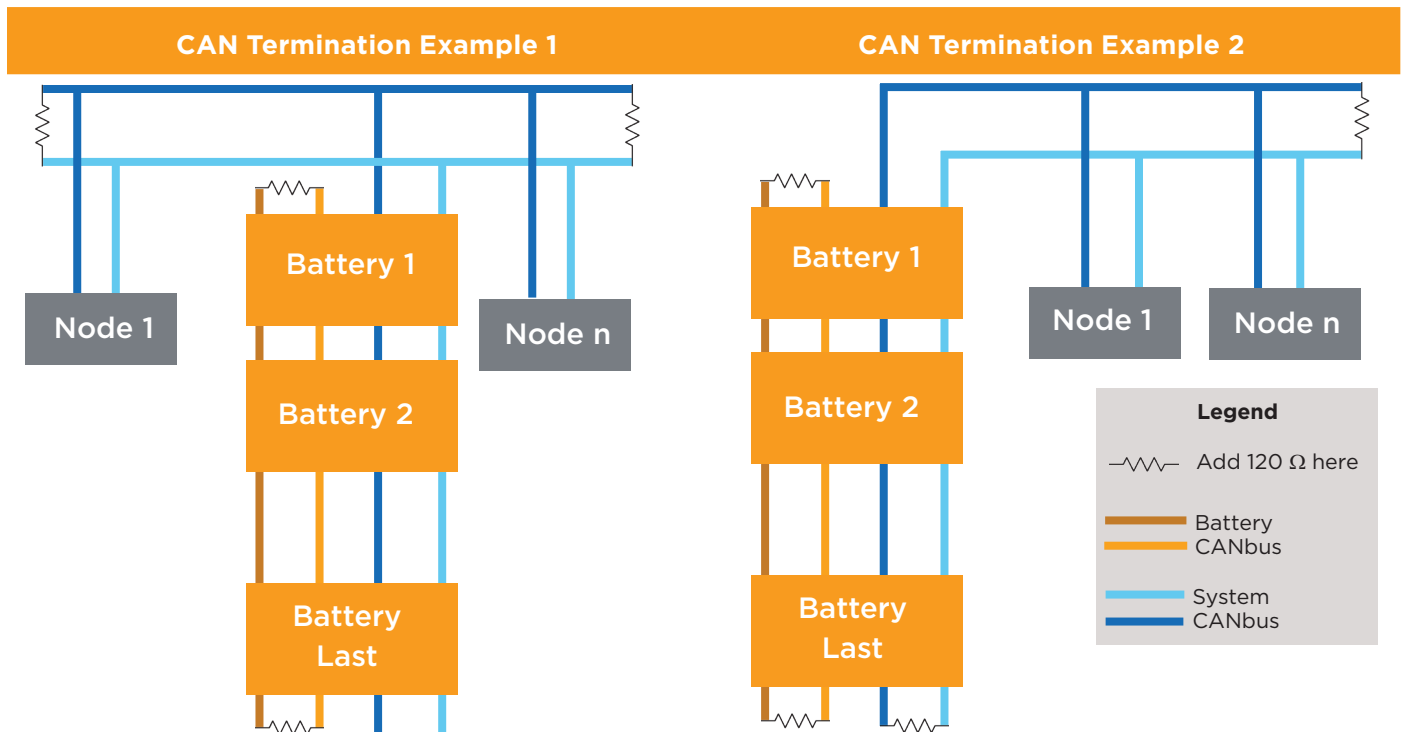 CAN Termination Example 1
CAN Termination Example 2
Battery 1
Node 1
Node n
Battery 2
Battery
Last
Battery 1
Node 1
Node n
Battery 2
Battery
Last
Legend
Add 120 Ω here
Battery
CANbus
System
CANbus